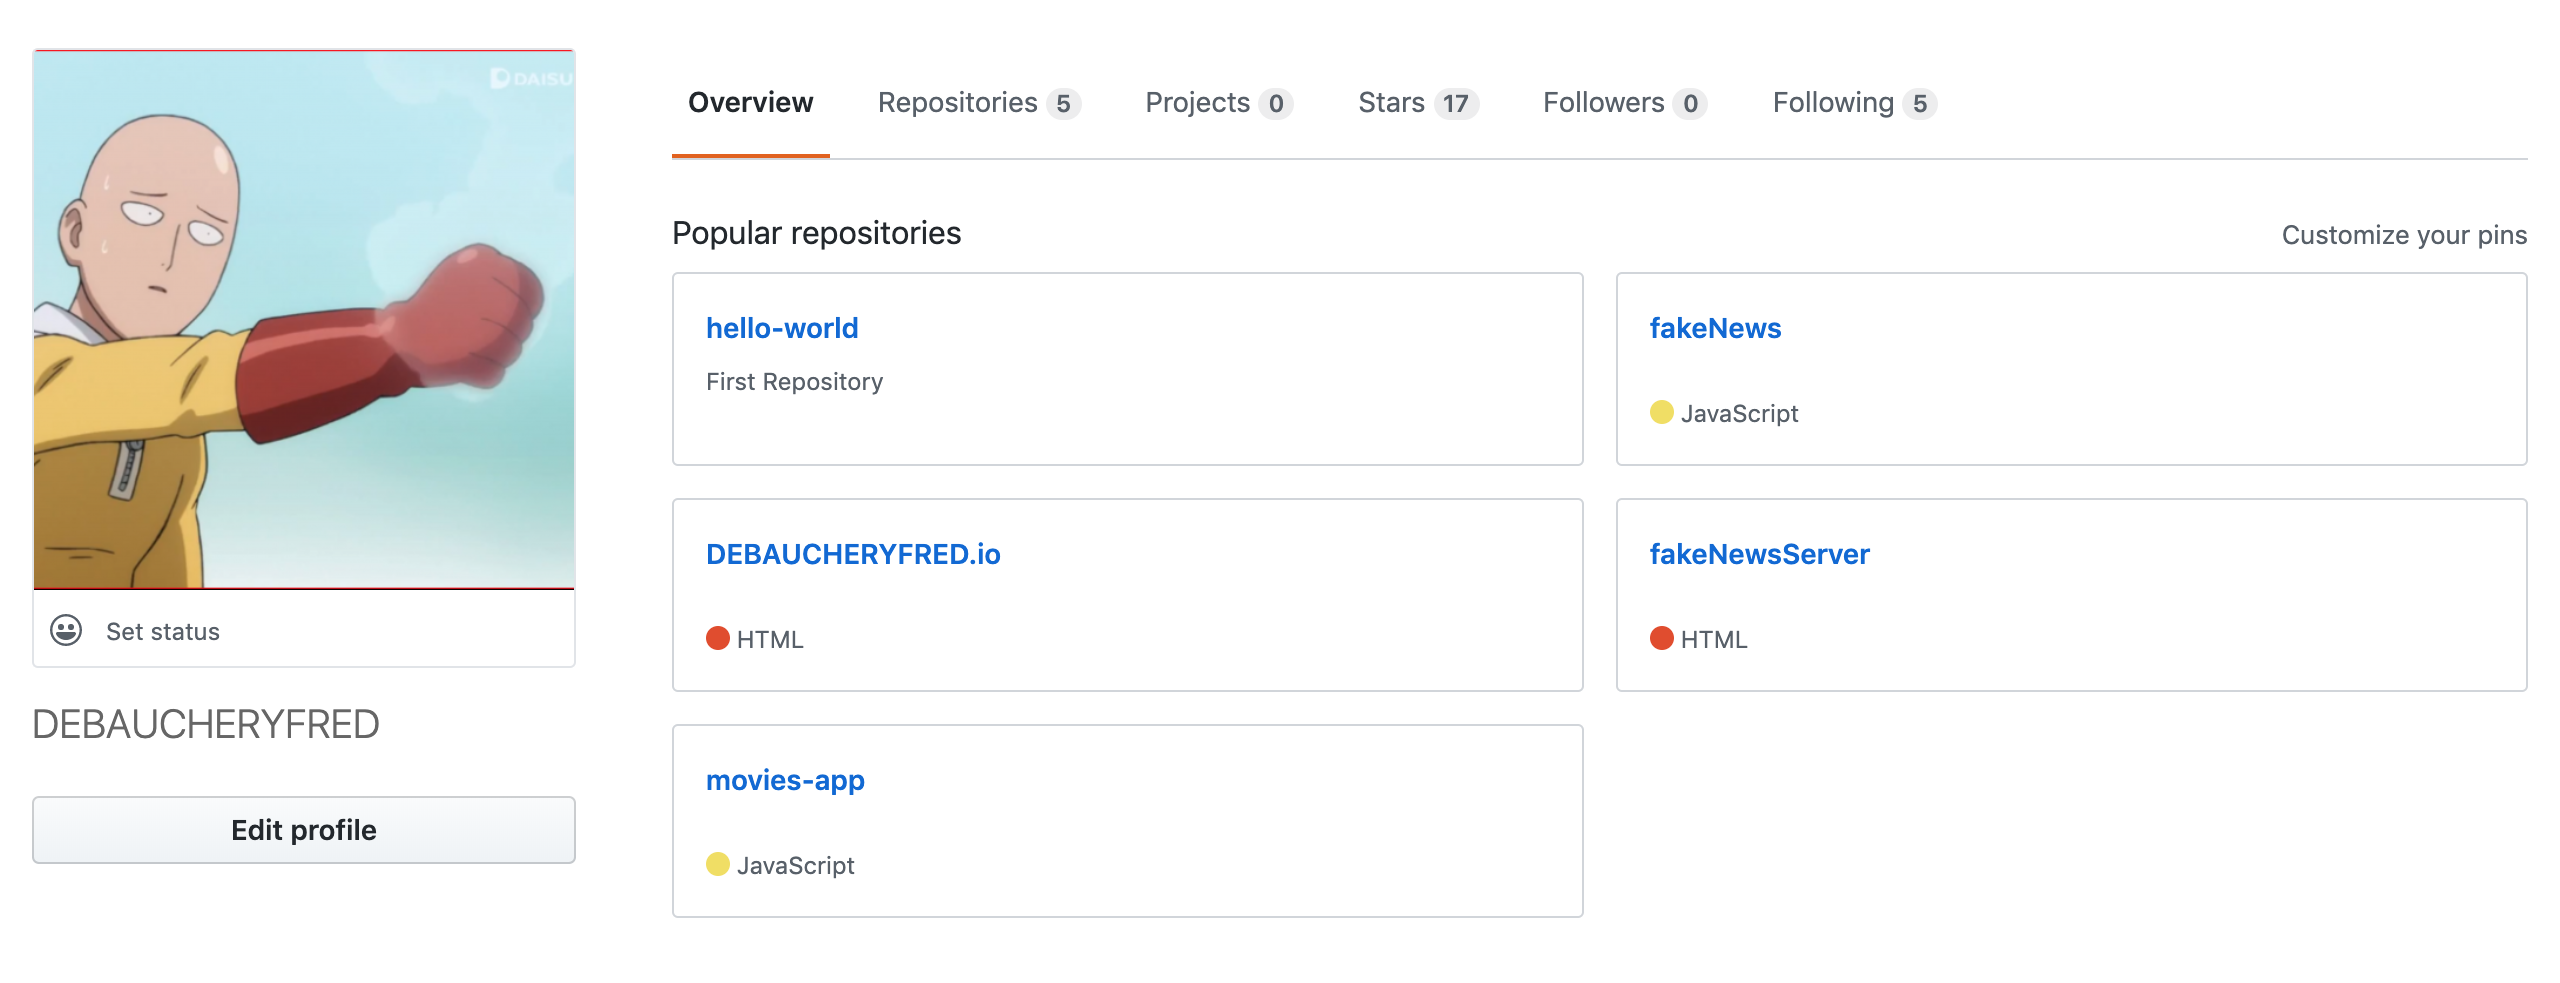 DAISU
Set status
DEBAUCHERYFRED
Edit profile
Overview Repositories 5 Projects 0 Stars 17 Followers 0 Following 5
Popular repositories
Customize your pins
hello-world
First Repository
fakeNews
JavaScript
DEBAUCHERYFRED.io
HTML
fakeNewsServer
HTML
movies-app
JavaScript